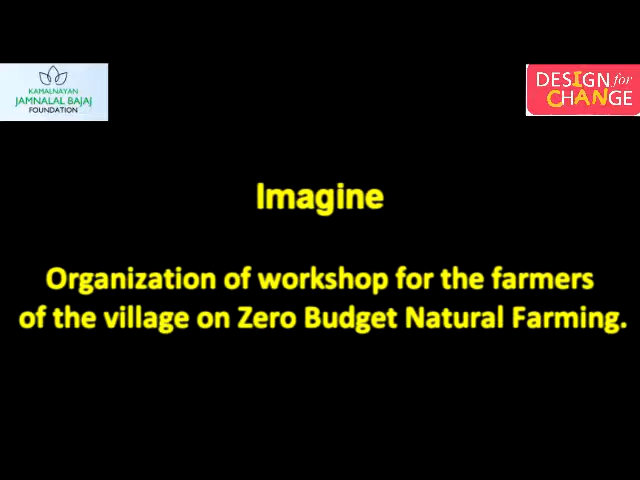 KAMALNAYAN
JAMNALAL BAJAJ
FOUNDATION
DESIGN for
CHANGE
Imagine
Organization of workshop for the farmers
of the village on Zero Budget Natural Farming.